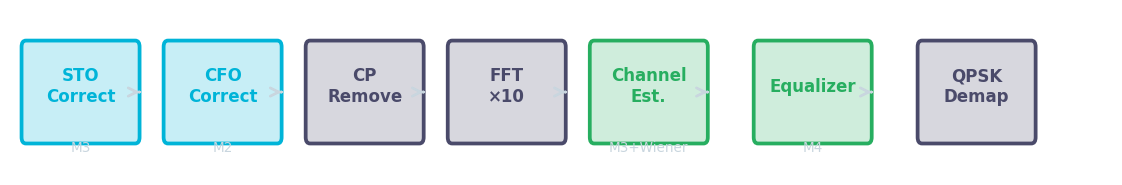 STO
Correct
CFO
Correct
CP
Remove
FFT
×10
Channel
Est.
Equalizer
QPSK
Demap
M3
M2
M3+Wiener
M4